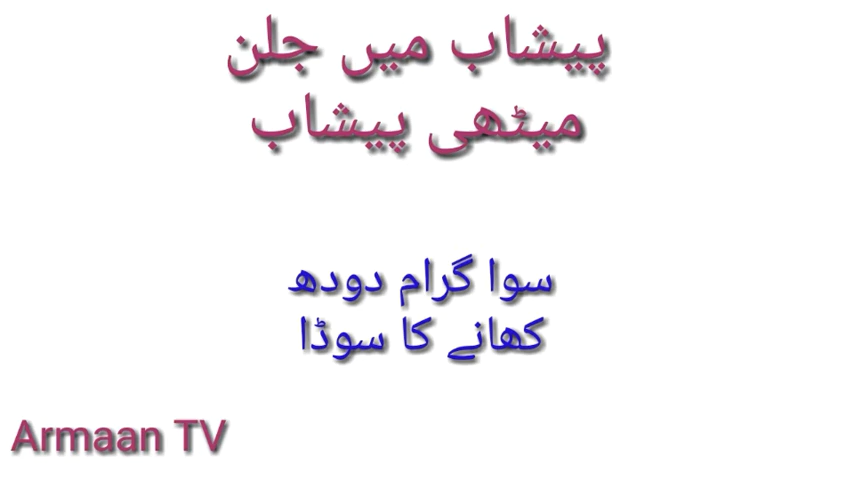 پیشاب میں جلن
میٹھی پیشاب
سوا گرام دودھ
کھانے کا سوڈا
Armaan TV